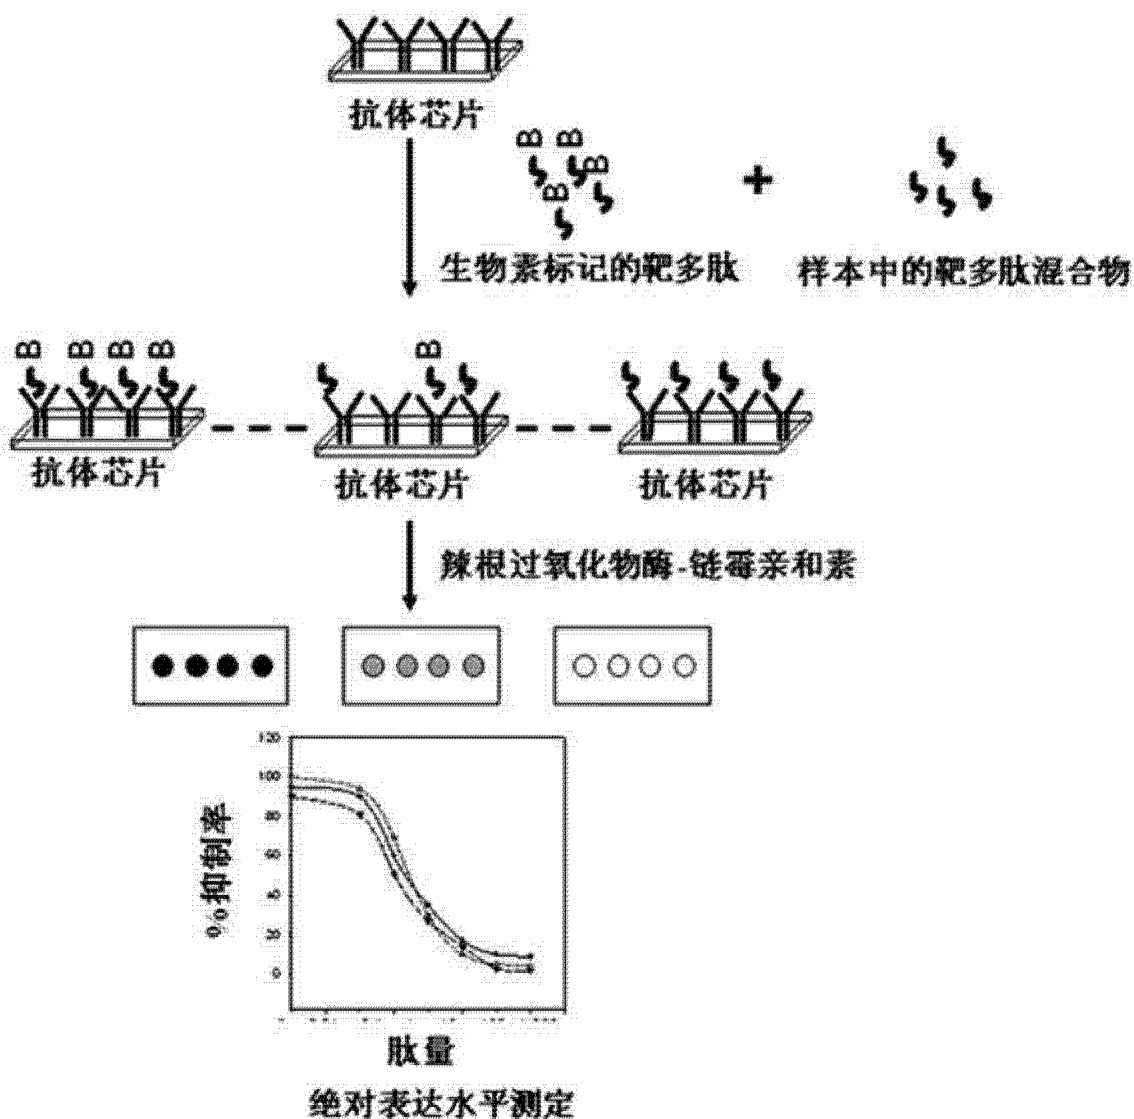 抗体芯片
B B
B
B
生物素标记的靶多肽
+
样本中的靶多肽混合物
B B B B
B
抗体芯片
抗体芯片
抗体芯片
辣根过氧化物酶-链霉亲和素
120
100
80
60
40
20
0
%抑制率
肽量
绝对表达水平测定